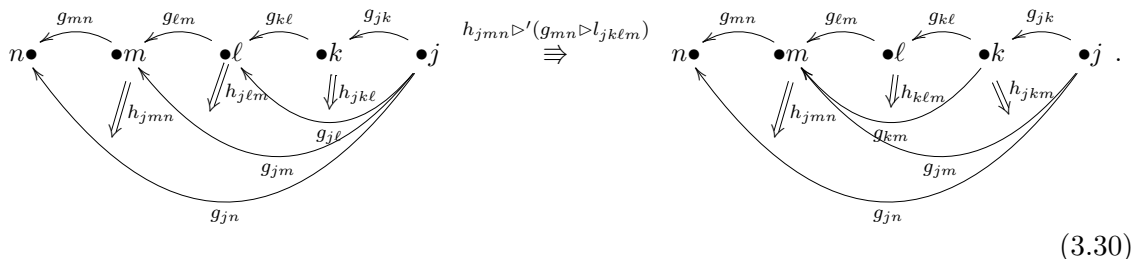 g_{mn} g_{ℓm} g_{kℓ} g_{jk} h_{jmn} ▷′(g_{mn} ▷ l_{jkℓm}) g_{mn} g_{ℓm} g_{kℓ} g_{jk}
n • • m • ℓ • k • j ⇛ n • • m • ℓ • k • j .
h_{jmn} h_{jℓm} h_{jkℓ} h_{jmn} h_{kℓm} h_{jkm}
g_{jℓ} g_{km}
g_{jm} g_{jm}
g_{jn} g_{jn}
(3.30)